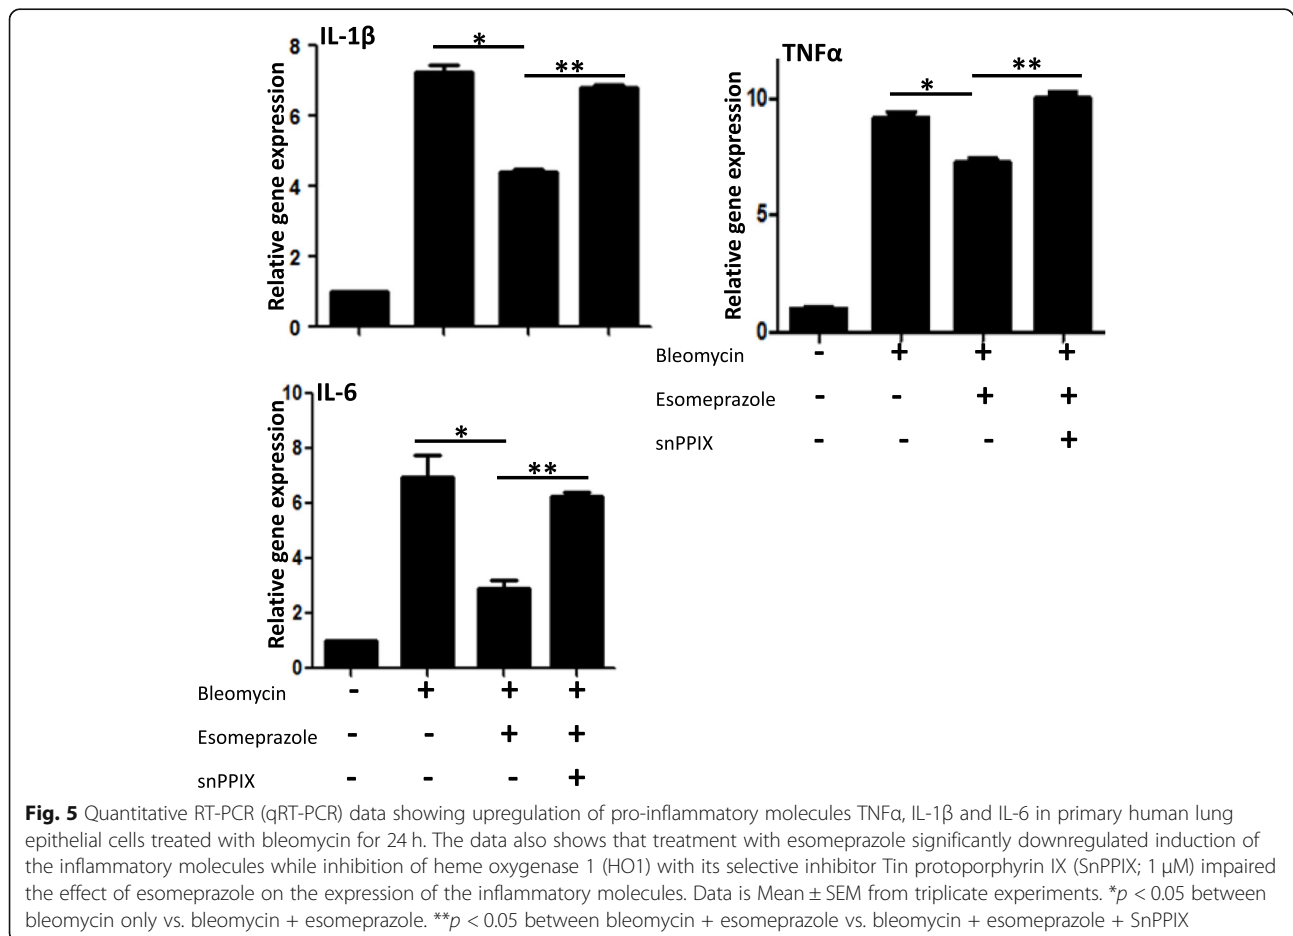 IL-1β
* **
Relative gene expression
8
6
4
2
0
TNFα
* **
Relative gene expression
10
5
0
Bleomycin - + + +
Esomeprazole - - + +
snPPIX - - - +
IL-6
* **
Relative gene expression
10
8
6
4
2
0
Bleomycin - + + +
Esomeprazole - - + +
snPPIX - - - +
Fig. 5 Quantitative RT-PCR (qRT-PCR) data showing upregulation of pro-inflammatory molecules TNFα, IL-1β and IL-6 in primary human lung
epithelial cells treated with bleomycin for 24 h. The data also shows that treatment with esomeprazole significantly downregulated induction of
the inflammatory molecules while inhibition of heme oxygenase 1 (HO1) with its selective inhibitor Tin protoporphyrin IX (SnPPIX; 1 μM) impaired
the effect of esomeprazole on the expression of the inflammatory molecules. Data is Mean ± SEM from triplicate experiments. *p < 0.05 between
bleomycin only vs. bleomycin + esomeprazole. **p < 0.05 between bleomycin + esomeprazole vs. bleomycin + esomeprazole + SnPPIX